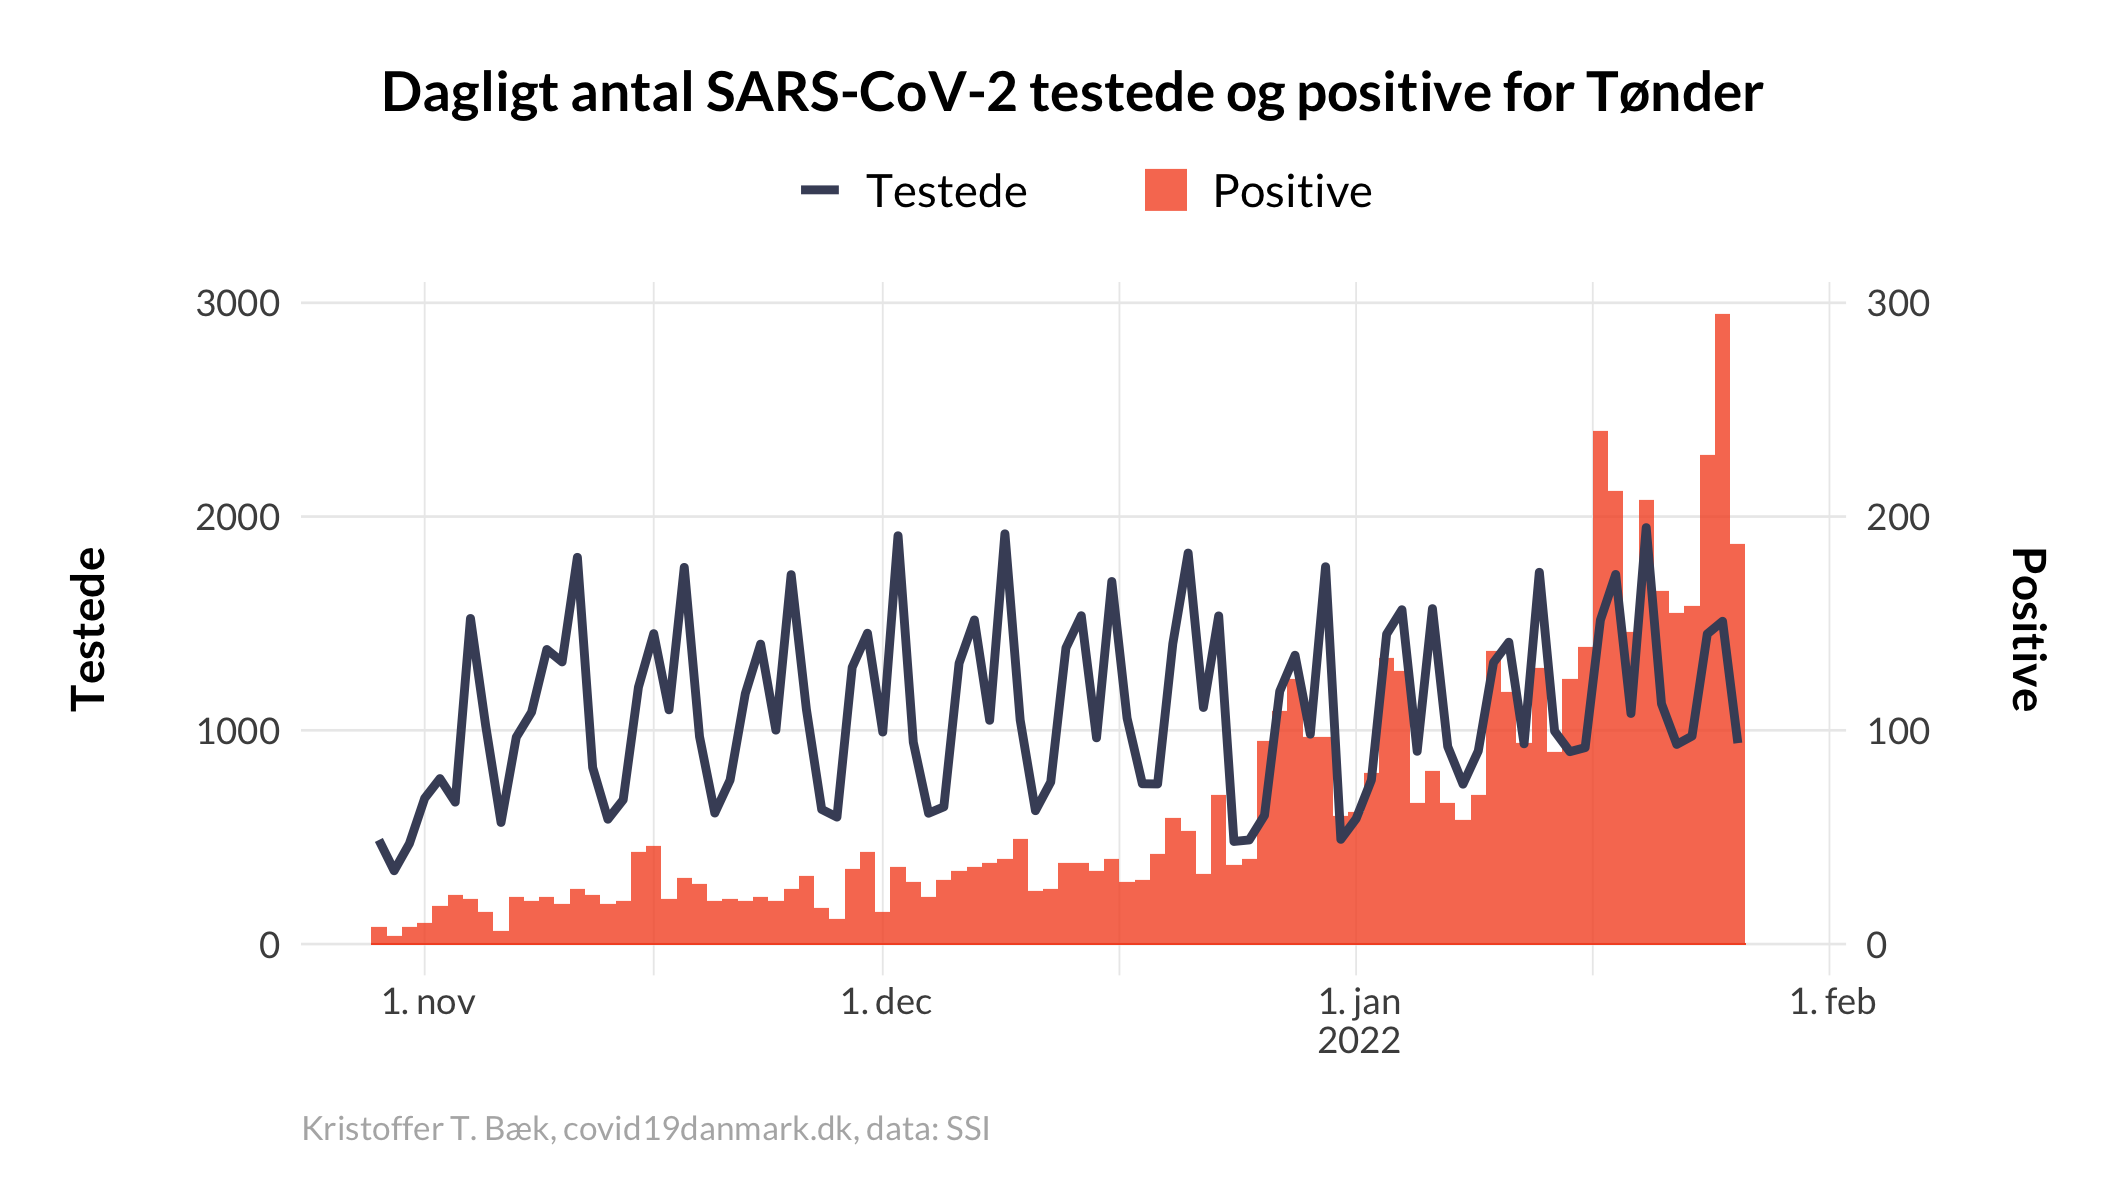 Dagligt antal SARS-CoV-2 testede og positive for Tønder
Testede
Positive
3000
2000
1000
0
Testede
300
200
100
0
Positive
1. nov
1. dec
1. jan
2022
1. feb
Kristoffer T. Bæk, covid19danmark.dk, data: SSI